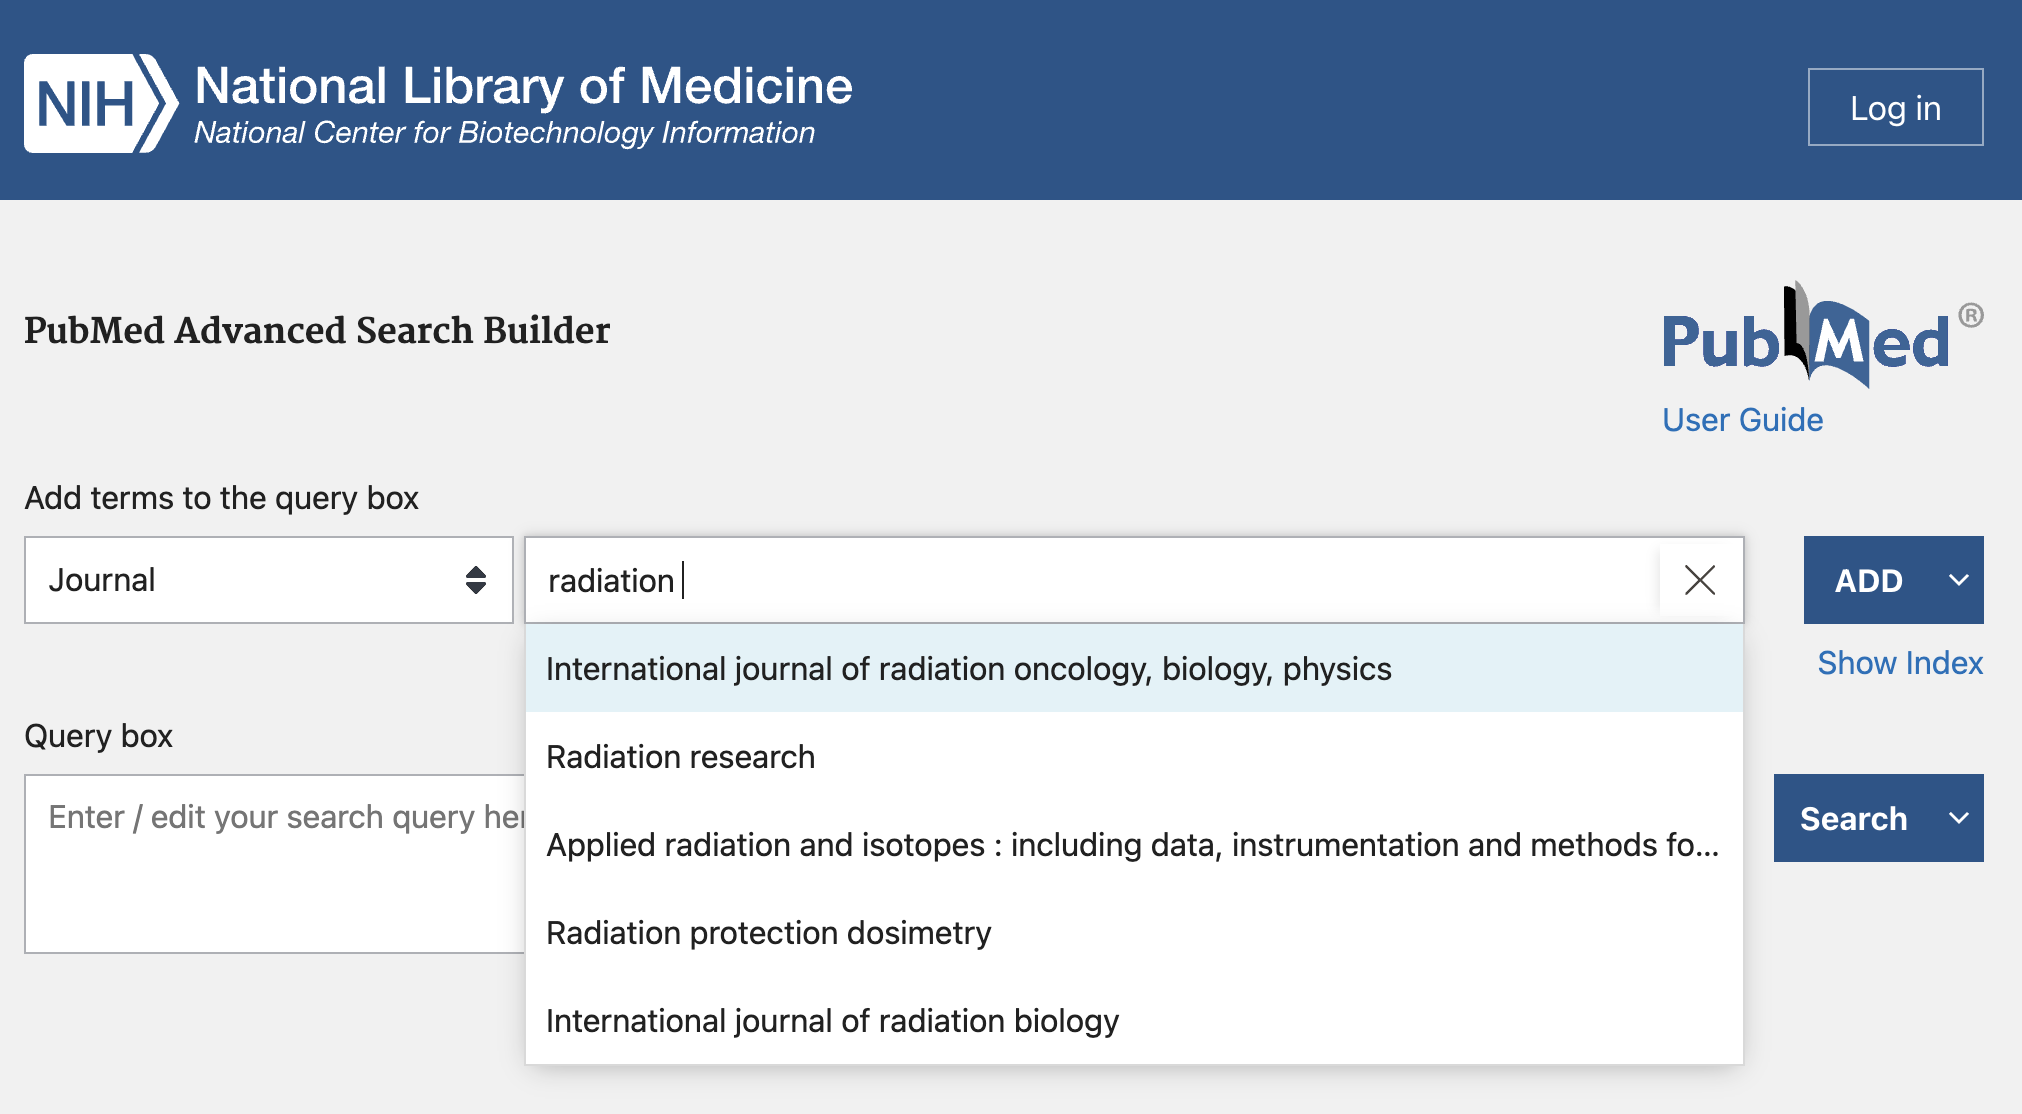 NIH
National Library of Medicine
National Center for Biotechnology Information
Log in
PubMed Advanced Search Builder
PubMed ®
User Guide
Add terms to the query box
Journal
radiation
ADD
International journal of radiation oncology, biology, physics
Show Index
Query box
Radiation research
Enter / edit your search query her
Applied radiation and isotopes : including data, instrumentation and methods fo...
Search
Radiation protection dosimetry
International journal of radiation biology